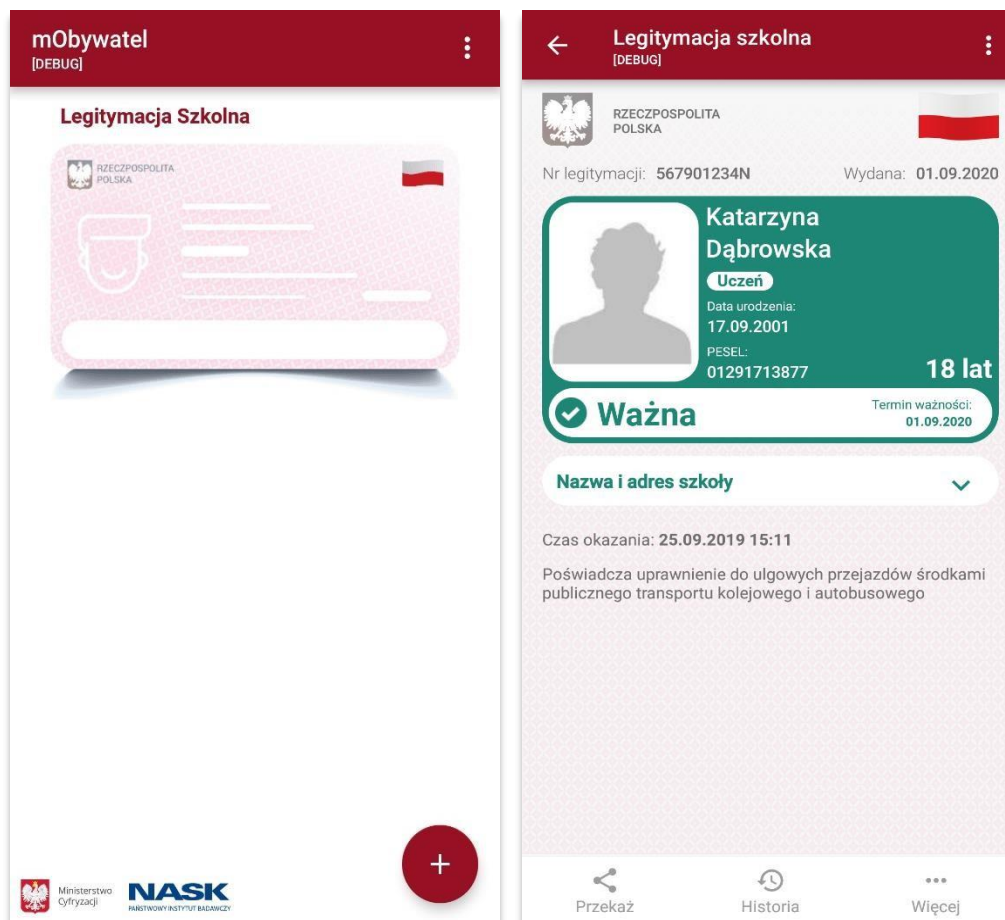 mObywatel
[DEBUG]
Legitymacja Szkolna
RZECZPOSPOLITA
POLSKA
Ministerstwo
Cyfryzacji
NASK
PAŃSTWOWY INSTYTUT BADAWCZY
Legitymacja szkolna
[DEBUG]
RZECZPOSPOLITA
POLSKA
Nr legitymacji: 567901234N Wydana: 01.09.2020
Katarzyna
Dąbrowska
Uczeń
Data urodzenia:
17.09.2001
PESEL:
01291713877
18 lat
Ważna
Termin ważności:
01.09.2020
Nazwa i adres szkoły
Czas okazania: 25.09.2019 15:11
Poświadcza uprawnienie do ulgowych przejazdów środkami
publicznego transportu kolejowego i autobusowego
Przekaż Historia Więcej